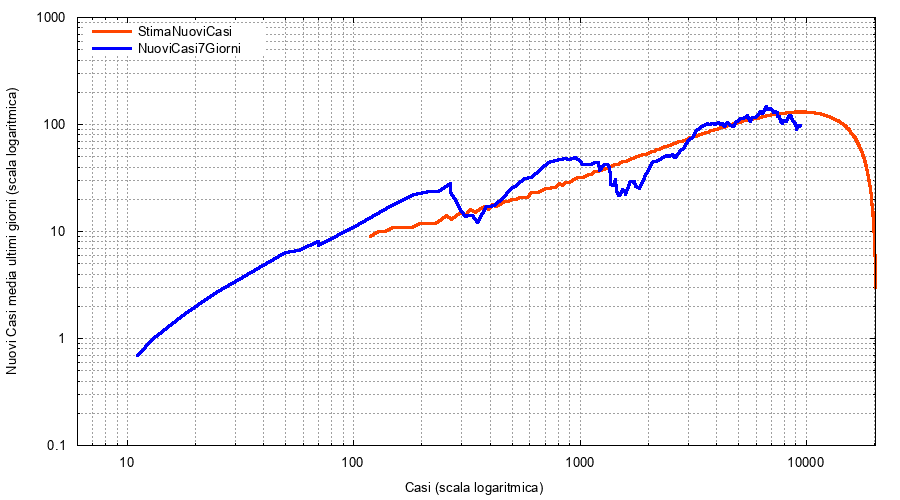 1000
StimaNuoviCasi
NuoviCasi7Giorni
100
10
1
0.1
Nuovi Casi media ultimi giorni (scala logaritmica)
10
100
1000
10000
Casi (scala logaritmica)